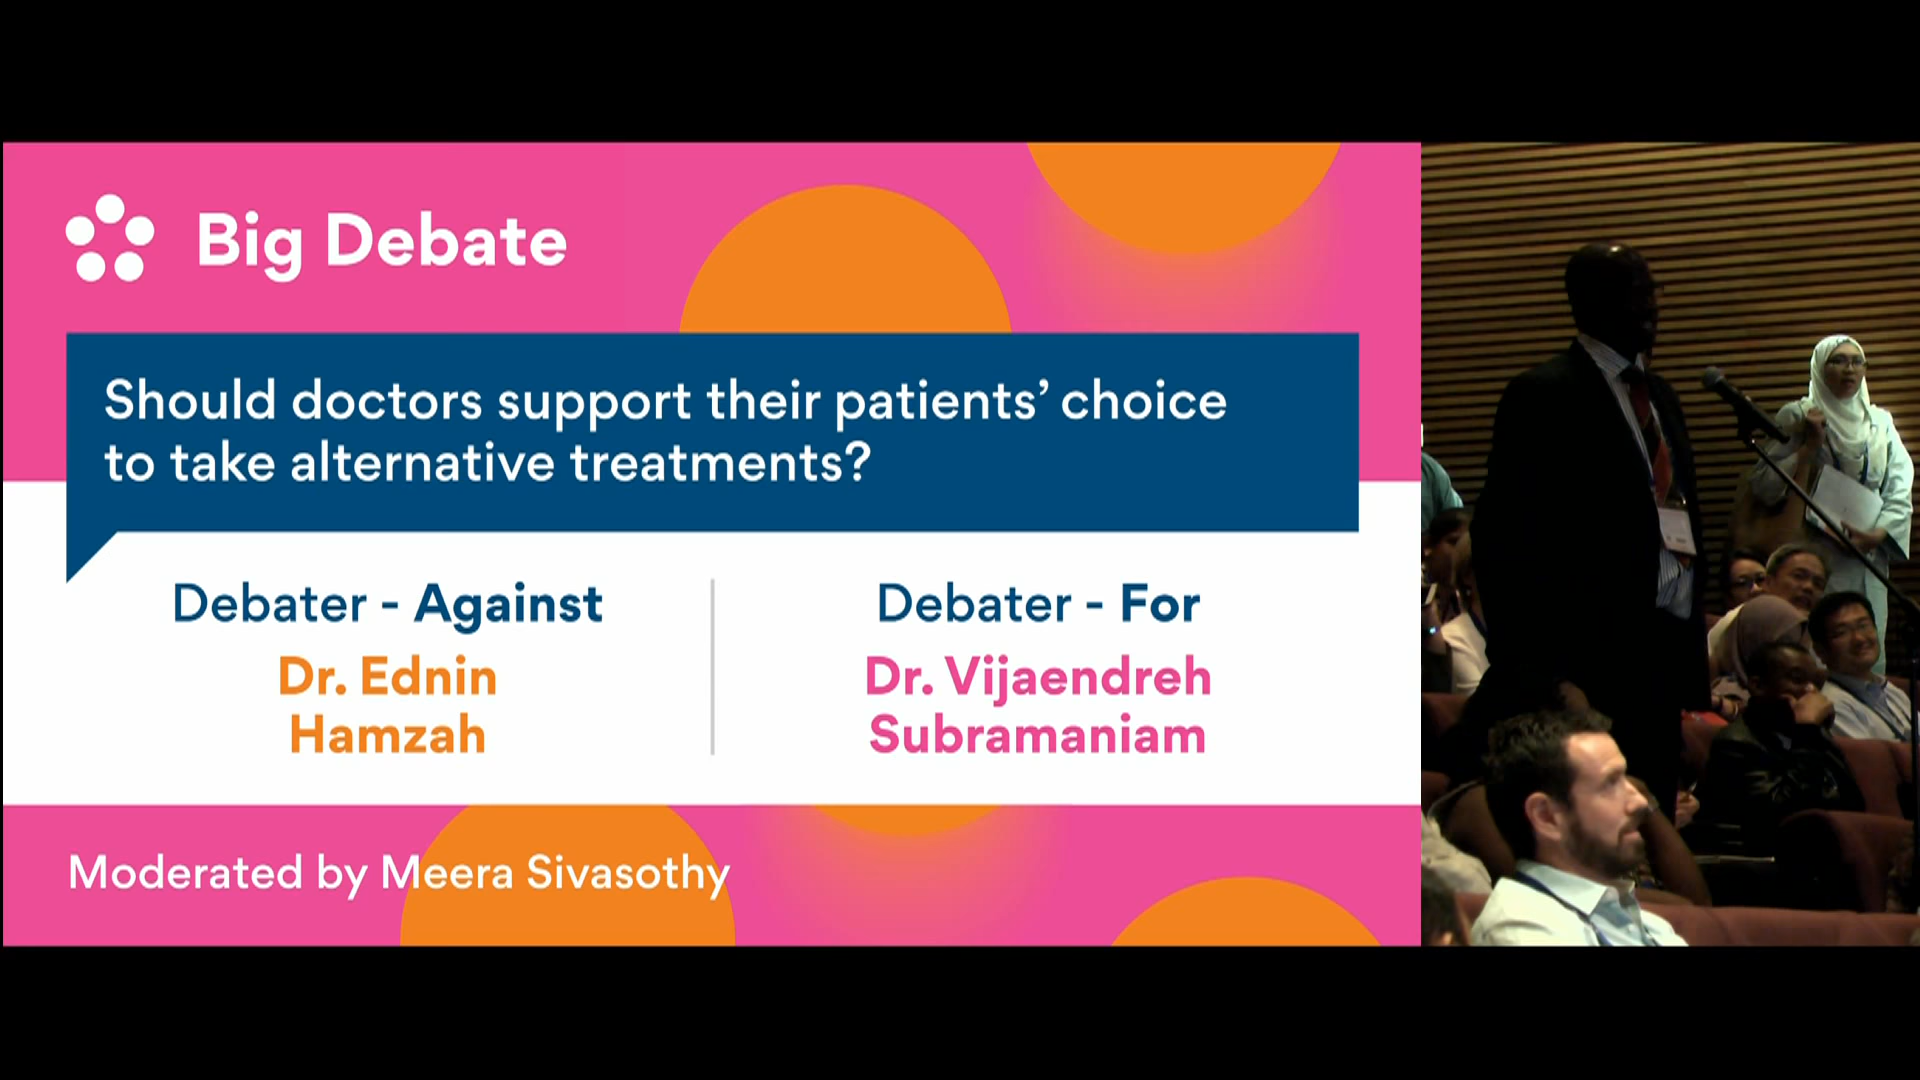 Big Debate
Should doctors support their patients’ choice
to take alternative treatments?
Debater - Against
Dr. Ednin
Hamzah
Debater - For
Dr. Vijaendreh
Subramaniam
Moderated by Meera Sivasothy